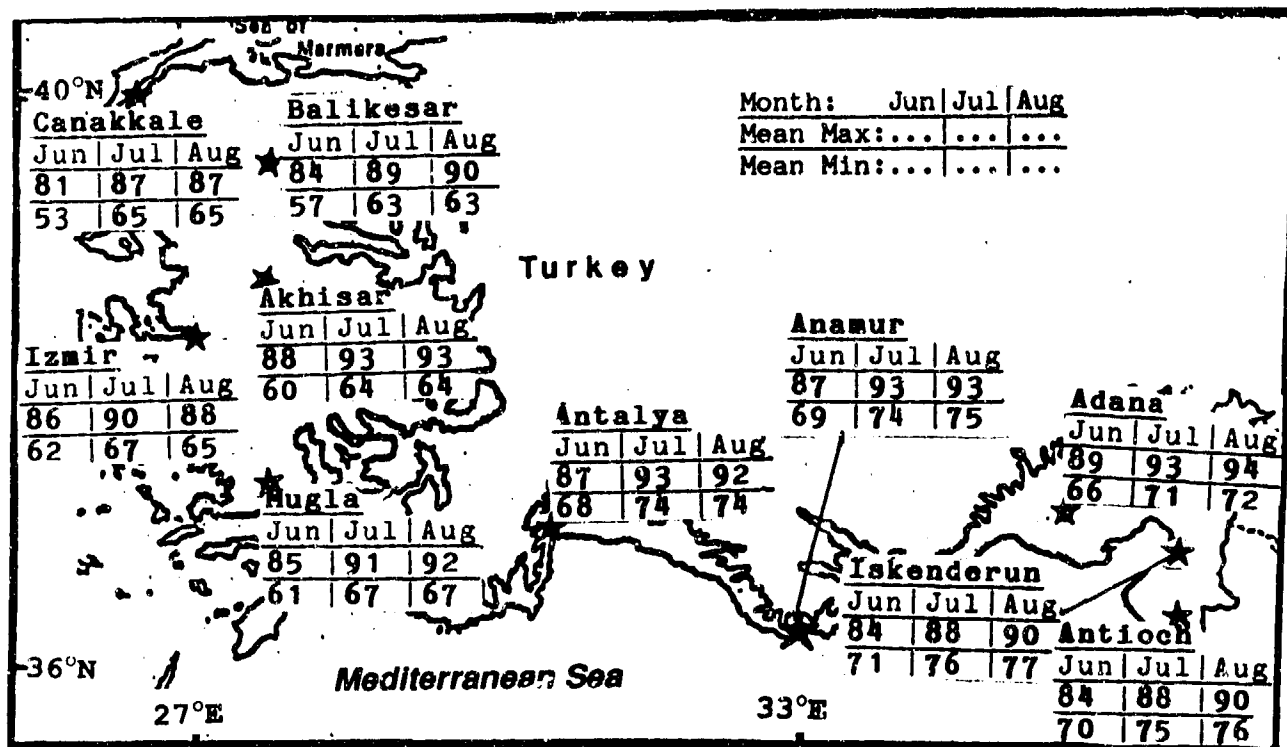 Sea of
Marmara
40°N
Canakkale
Jun|Jul|Aug
81|87|87
53|65|65
Balikesar
Jun|Jul|Aug
84|89|90
57|63|63
Month: Jun|Jul|Aug
Mean Max:...|...|...
Mean Min:...|...|...
Turkey
Akhisar
Jun|Jul|Aug
88|93|93
60|64|64
Izmir
Jun|Jul|Aug
86|90|88
62|67|65
Anamur
Jun|Jul|Aug
87|93|93
69|74|75
Antalya
Jun|Jul|Aug
87|93|92
68|74|74
Adana
Jun|Jul|Aug
89|93|94
66|71|72
Mugla
Jun|Jul|Aug
85|91|92
61|67|67
Iskenderun
Jun|Jul|Aug
84|88|90
71|76|77
Antioch
Jun|Jul|Aug
84|88|90
70|75|76
36°N
Mediterranean Sea
27°E
33°E